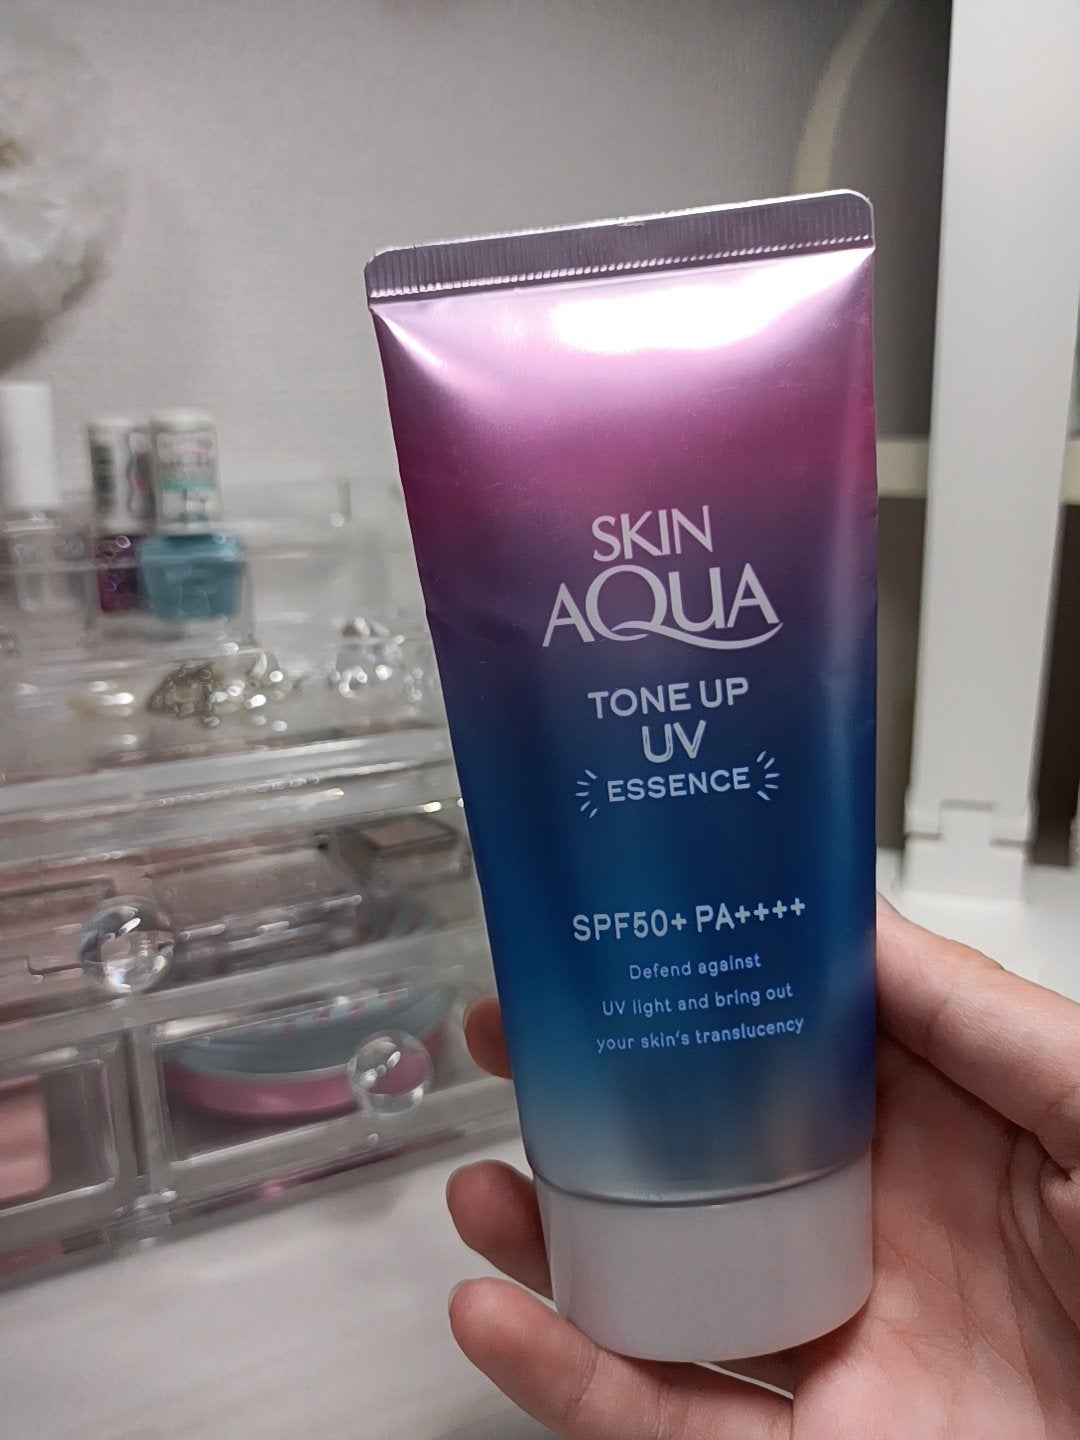 SKIN
AQUA
TONE UP
UV
ESSENCE
SPF50+ PA++++
Defend against
UV light and bring out
your skin's translucency